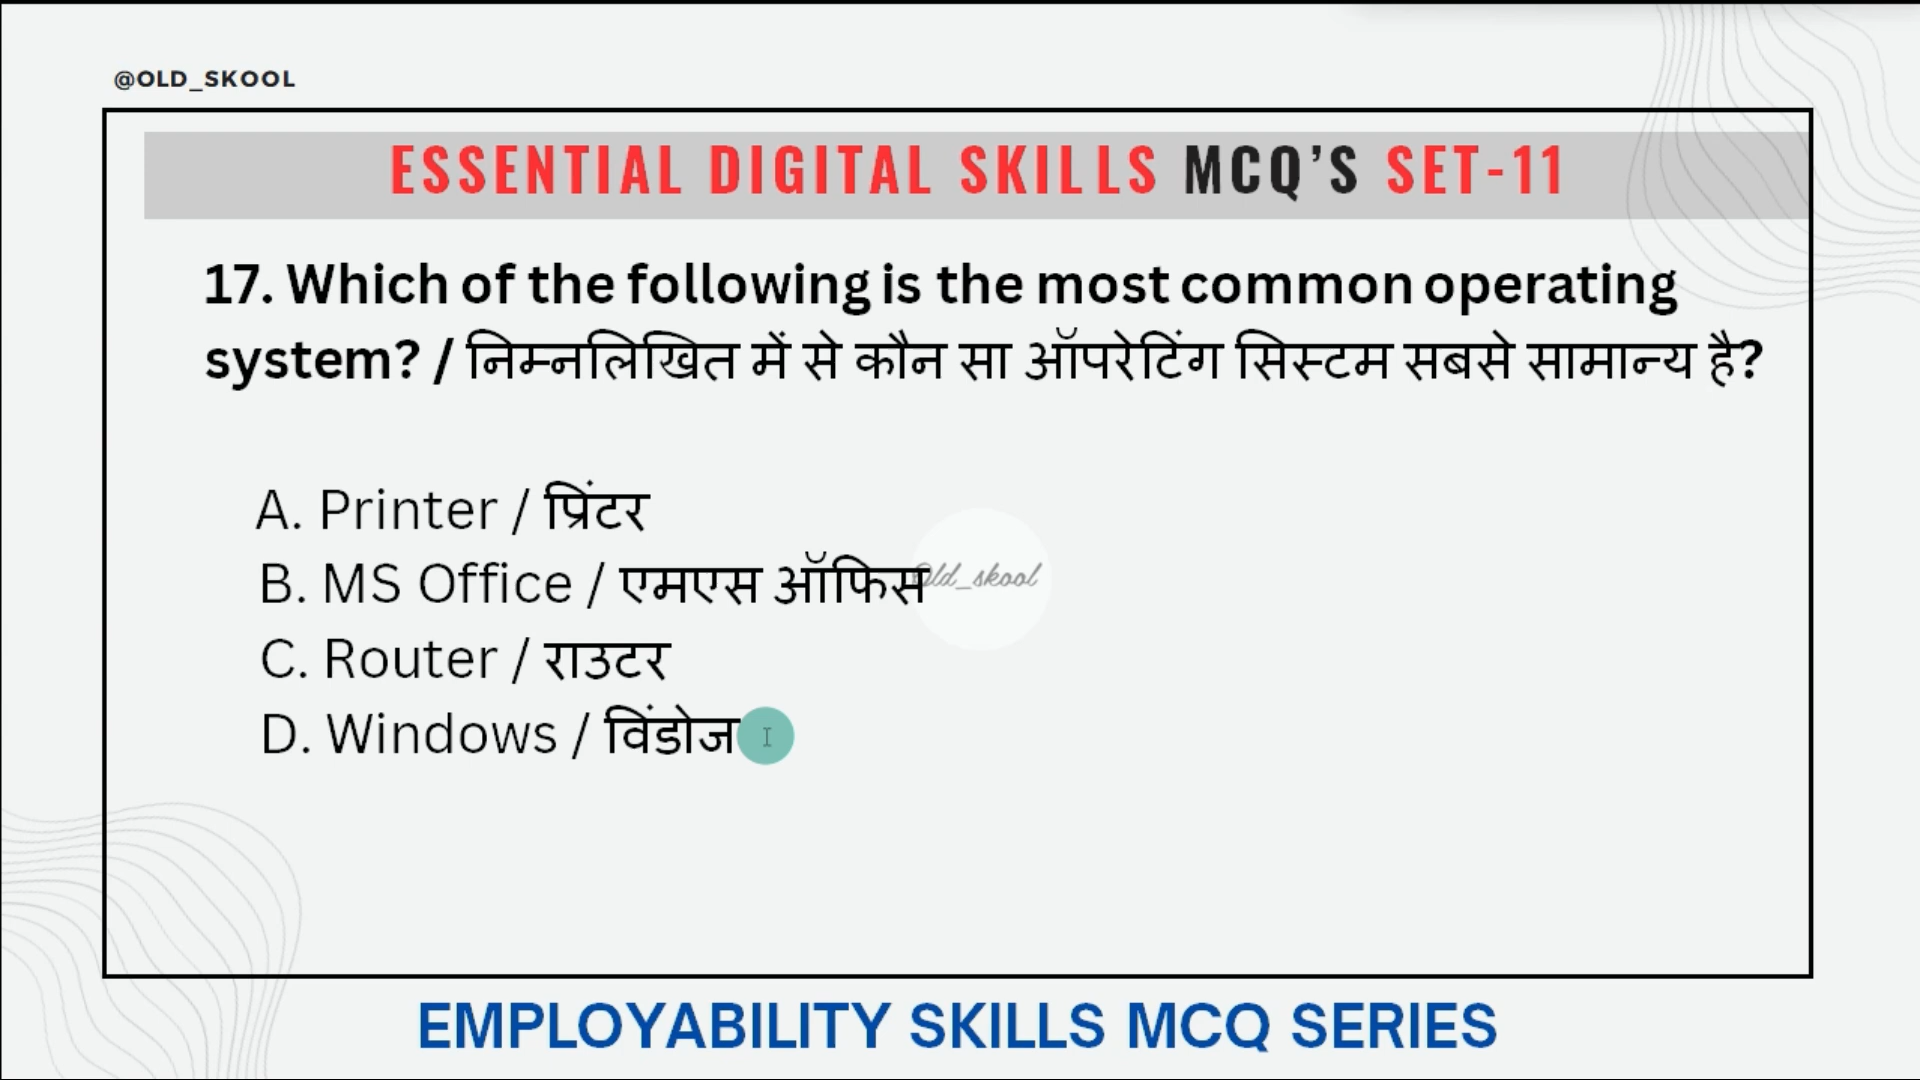 @OLD_SKOOL
ESSENTIAL DIGITAL SKILLS MCQ'S SET-11
17. Which of the following is the most common operating
system? / निम्नलिखित में से कौन सा ऑपरेटिंग सिस्टम सबसे सामान्य है?
A. Printer / प्रिंटर
B. MS Office / एमएस ऑफिस
Old_skool
C. Router / राउटर
D. Windows / विंडोज
EMPLOYABILITY SKILLS MCQ SERIES